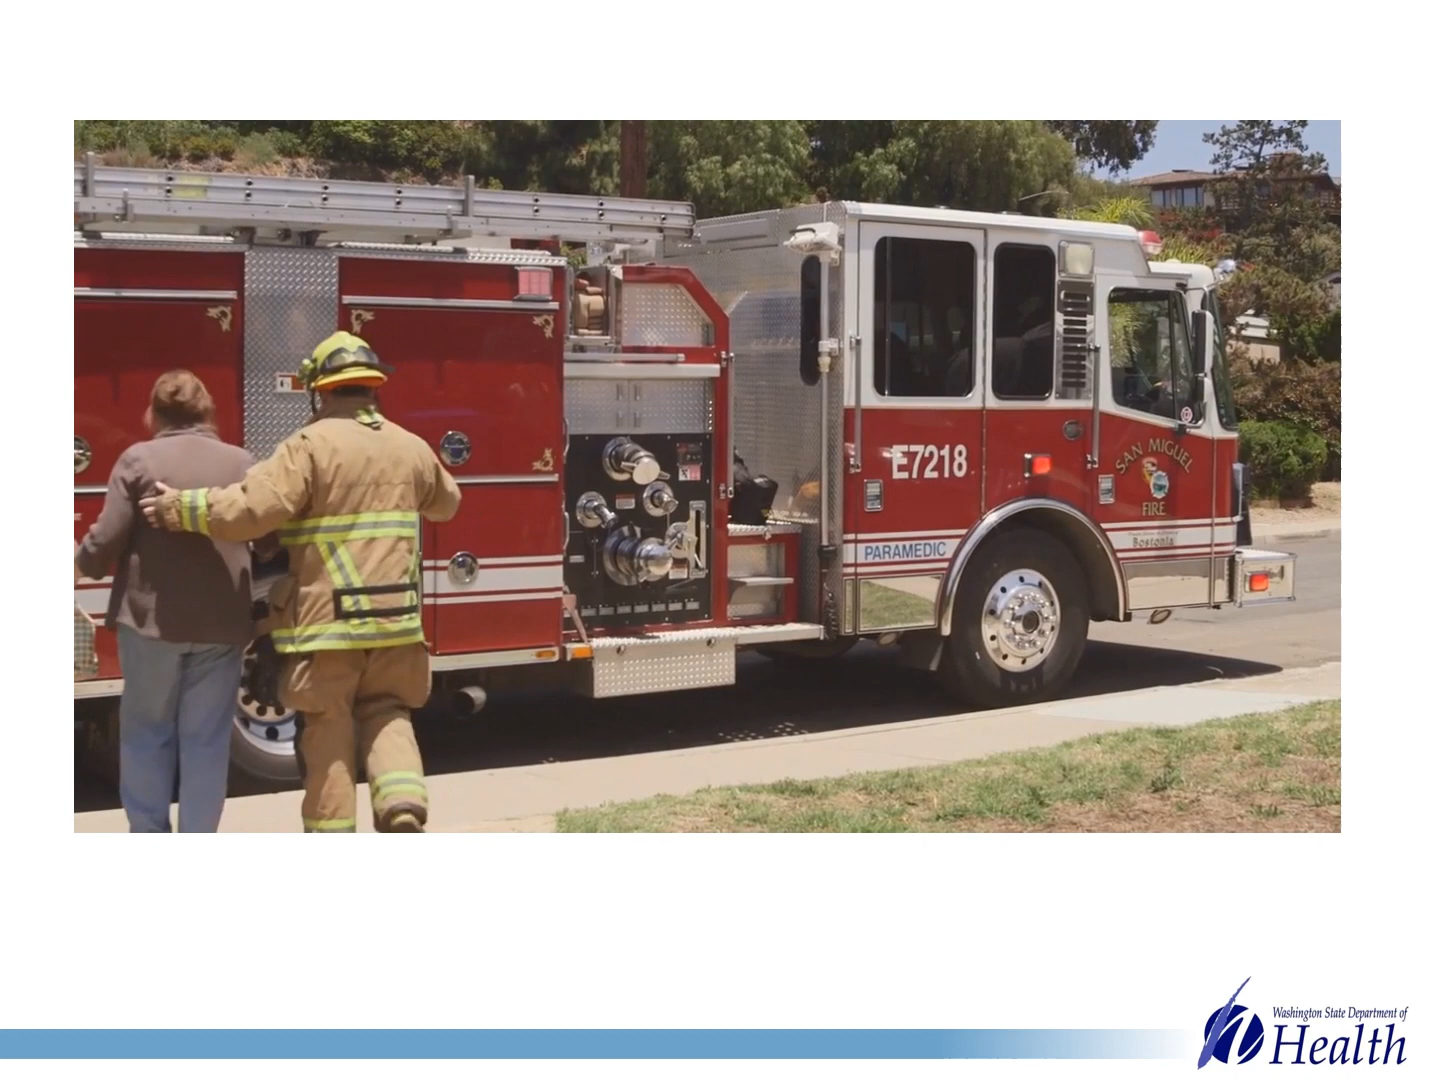 E7218
SAN MIGUEL
FIRE
Bostonia
PARAMEDIC
Washington State Department of
Health